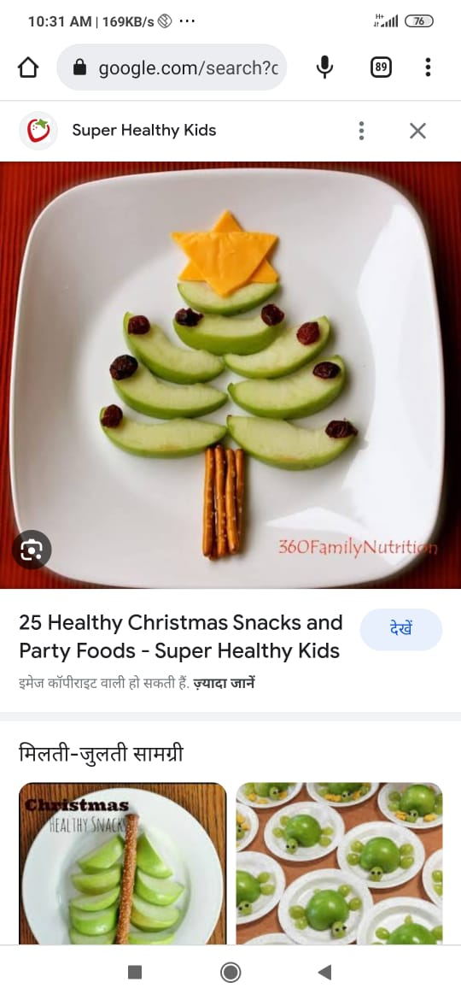 10:31 AM | 169KB/s ...
H+
76
google.com/search?c
89
Super Healthy Kids
360FamilyNutrition
25 Healthy Christmas Snacks and
Party Foods - Super Healthy Kids
देखें
इमेज कॉपीराइट वाली हो सकती हैं. ज़्यादा जानें
मिलती-जुलती सामग्री
Christmas
HEALTHY SNACKS